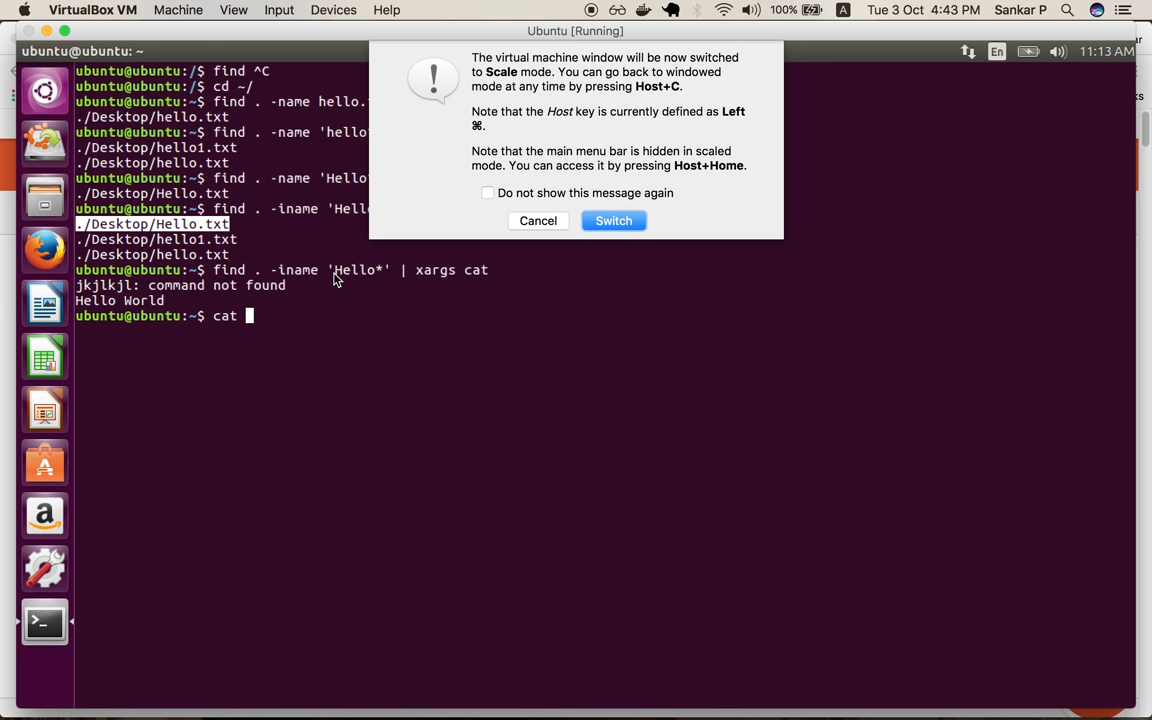 VirtualBox VM Machine View Input Devices Help 100% A Tue 3 Oct 4:43 PM Sankar P
Ubuntu [Running]
ubuntu@ubuntu: ~ En 11:13 AM
ubuntu@ubuntu:/$ find ^C
ubuntu@ubuntu:/$ cd ~/
ubuntu@ubuntu:~$ find . -name hello.
./Desktop/hello.txt
ubuntu@ubuntu:~$ find . -name 'hello
./Desktop/hello1.txt
./Desktop/hello.txt
ubuntu@ubuntu:~$ find . -name 'Hello
./Desktop/Hello.txt
ubuntu@ubuntu:~$ find . -iname 'Hell
./Desktop/Hello.txt
./Desktop/hello1.txt
./Desktop/hello.txt
ubuntu@ubuntu:~$ find . -iname 'Hello*' | xargs cat
jkjlkjl: command not found
Hello World
ubuntu@ubuntu:~$ cat
The virtual machine window will be now switched
to Scale mode. You can go back to windowed
mode at any time by pressing Host+C.
Note that the Host key is currently defined as Left
⌘.
Note that the main menu bar is hidden in scaled
mode. You can access it by pressing Host+Home.
Do not show this message again
Cancel Switch